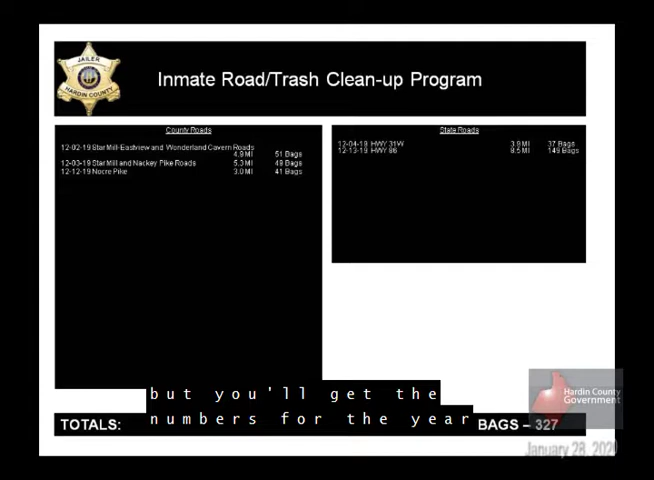 JAILER
HARDIN COUNTY
Inmate Road/Trash Clean-up Program
County Roads
12-02-19 Star Mill-Eastview and Wonderland Cavern Roads
4.9 MI 51 Bags
12-03-19 Star Mill and Nackey Pike Roads 5.3 MI 49 Bags
12-12-19 Nocre Pike 3.0 MI 41 Bags
State Roads
12-04-19 HWY 31W 3.9 MI 37 Bags
12-13-19 HWY 86 8.5 MI 149 Bags
but you'll get the
numbers for the year
TOTALS: BAGS – 327
Hardin County
Government
January 28, 2020